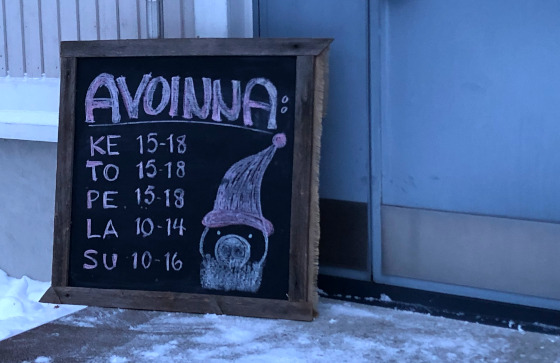 AVOINNA:
KE 15-18
TO 15-18
PE 15-18
LA 10-14
SU 10-16